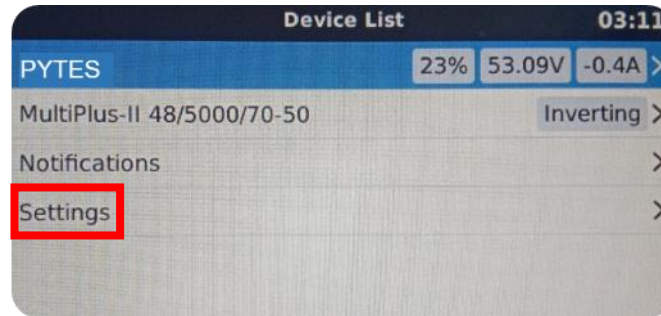 Device List 03:11
PYTES 23% 53.09V -0.4A
MultiPlus-II 48/5000/70-50 Inverting
Notifications
Settings